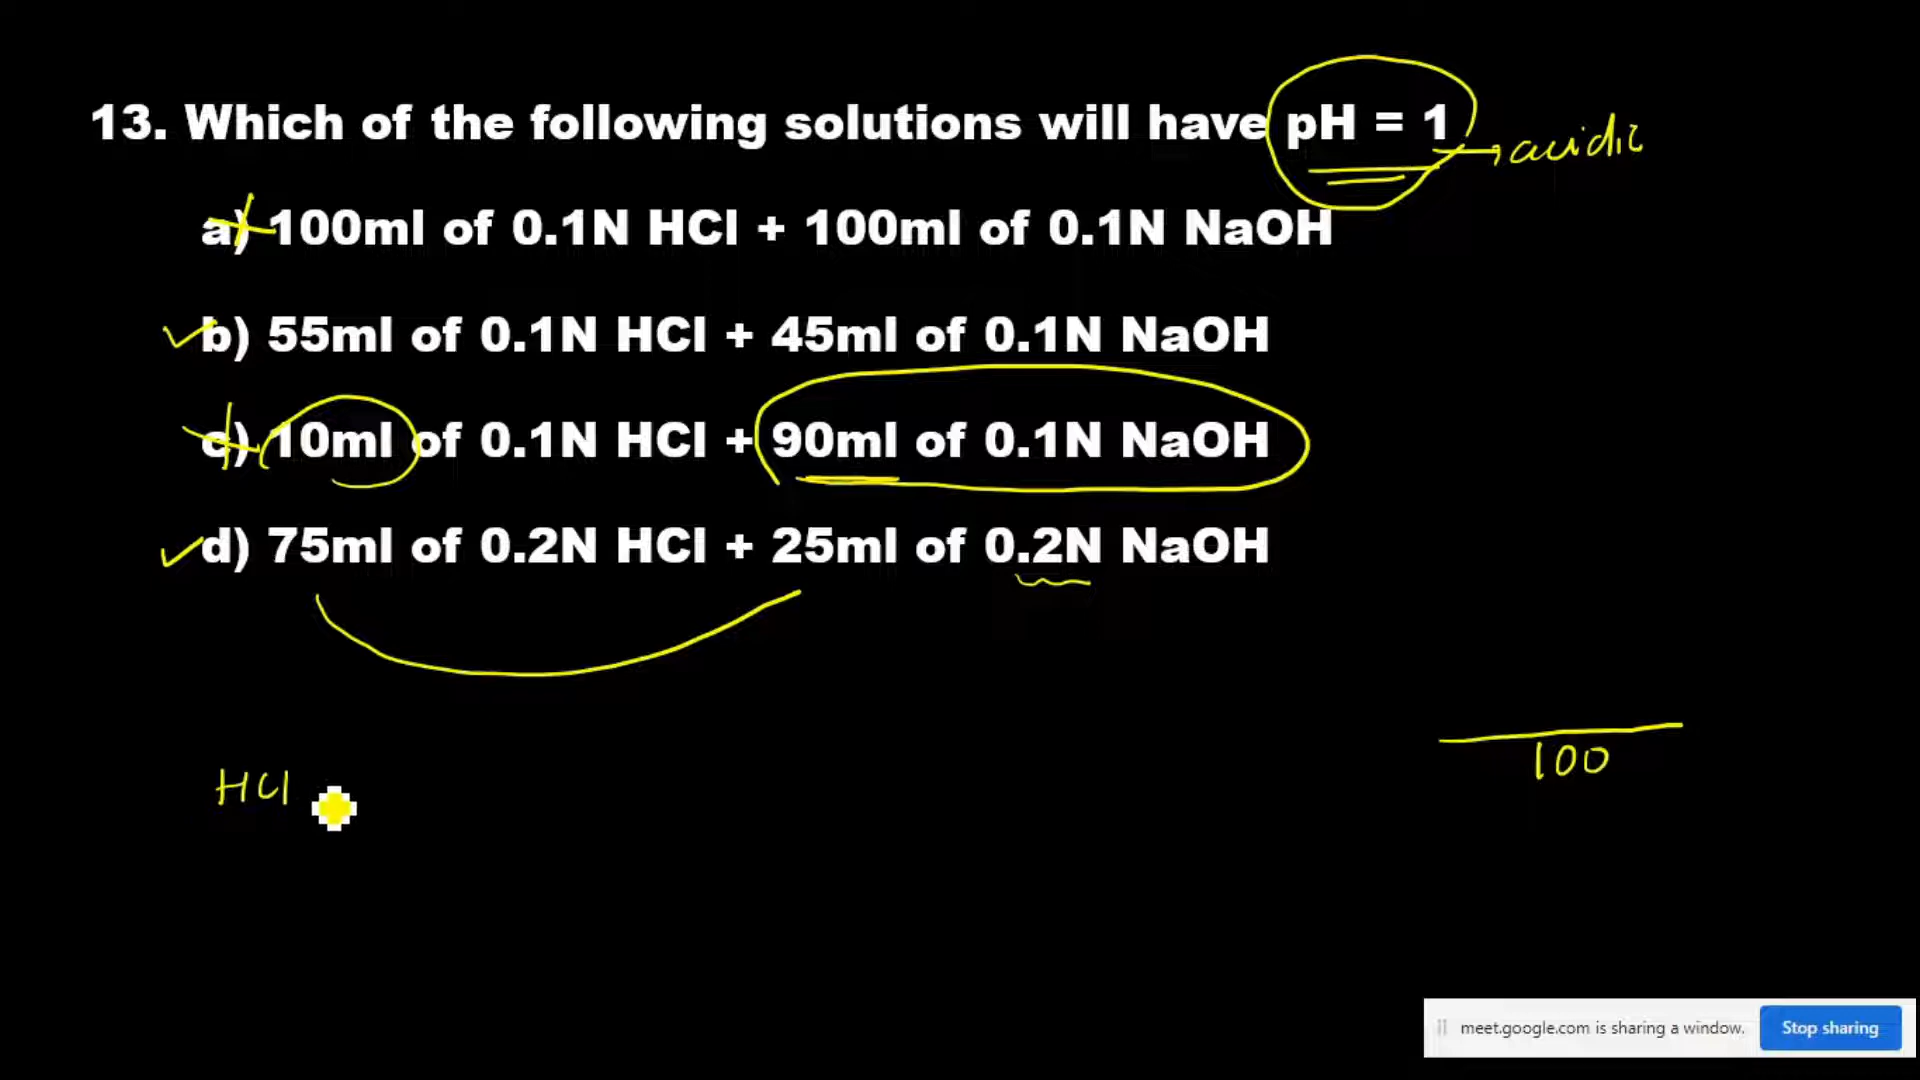 13. Which of the following solutions will have pH = 1
acidic
a) 100ml of 0.1N HCl + 100ml of 0.1N NaOH
b) 55ml of 0.1N HCl + 45ml of 0.1N NaOH
c) 10ml of 0.1N HCl + 90ml of 0.1N NaOH
d) 75ml of 0.2N HCl + 25ml of 0.2N NaOH
100
HCl
meet.google.com is sharing a window.
Stop sharing